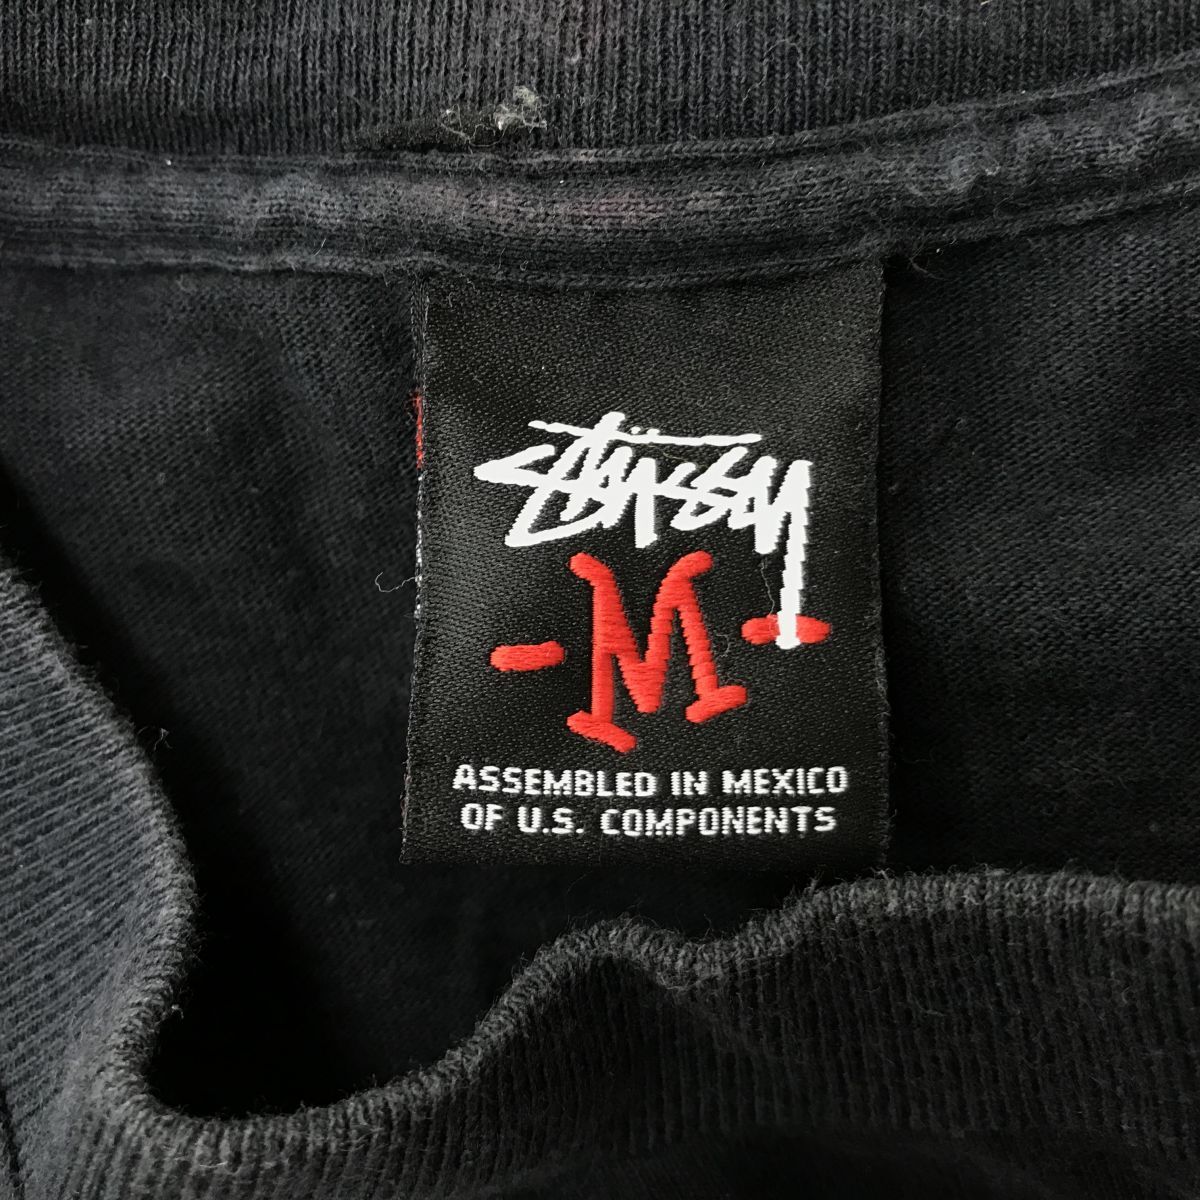 Stüssy
-M-
ASSEMBLED IN MEXICO
OF U.S. COMPONENTS